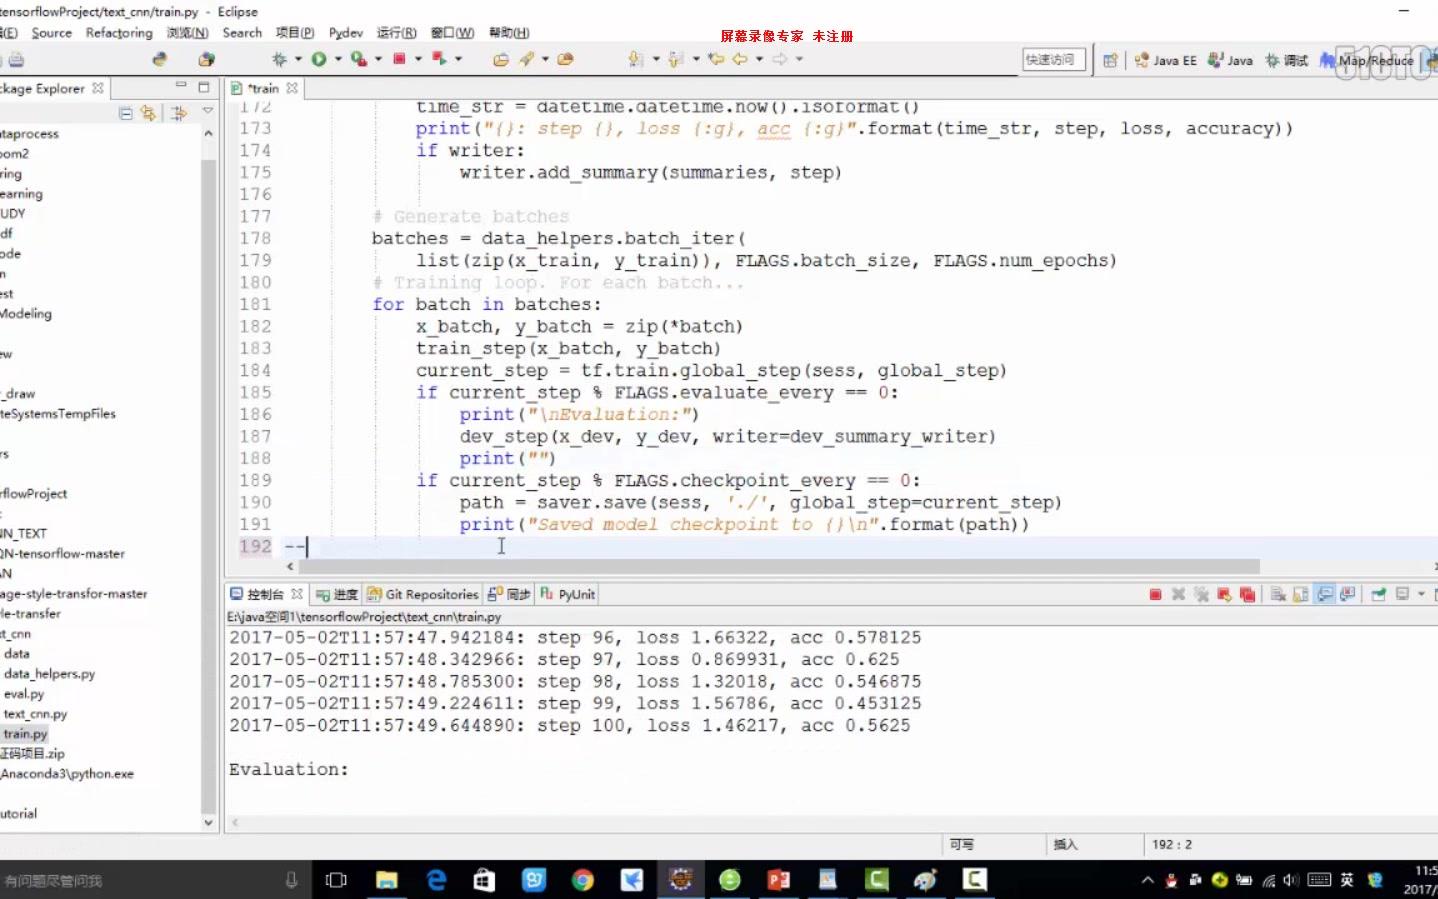 tensorflowProject/text_cnn/train.py - Eclipse
(E) Source Refactoring 浏览(N) Search 项目(P) Pydev 运行(R) 窗口(W) 帮助(H)
屏幕录像专家 未注册
快速访问 Java EE Java 调试 Map/Reduce
ckage Explorer
*train
ataprocess
oom2
ring
earning
UDY
df
ode
n
est
Modeling
ew
_draw
teSystemsTempFiles
rs
rflowProject
NN_TEXT
QN-tensorflow-master
AN
age-style-transfor-master
le-transfer
t_cnn
data
data_helpers.py
eval.py
text_cnn.py
train.py
证码项目.zip
Anaconda3\python.exe
utorial
172 time_str = datetime.datetime.now().isoformat()
173 print("{}: step {}, loss {:g}, acc {:g}".format(time_str, step, loss, accuracy))
174 if writer:
175 writer.add_summary(summaries, step)
176
177 # Generate batches
178 batches = data_helpers.batch_iter(
179 list(zip(x_train, y_train)), FLAGS.batch_size, FLAGS.num_epochs)
180 # Training loop. For each batch...
181 for batch in batches:
182 x_batch, y_batch = zip(*batch)
183 train_step(x_batch, y_batch)
184 current_step = tf.train.global_step(sess, global_step)
185 if current_step % FLAGS.evaluate_every == 0:
186 print("\nEvaluation:")
187 dev_step(x_dev, y_dev, writer=dev_summary_writer)
188 print("")
189 if current_step % FLAGS.checkpoint_every == 0:
190 path = saver.save(sess, './', global_step=current_step)
191 print("Saved model checkpoint to {}\n".format(path))
192 --
控制台 进度 Git Repositories 同步 PyUnit
E:\java空间1\tensorflowProject\text_cnn\train.py
2017-05-02T11:57:47.942184: step 96, loss 1.66322, acc 0.578125
2017-05-02T11:57:48.342966: step 97, loss 0.869931, acc 0.625
2017-05-02T11:57:48.785300: step 98, loss 1.32018, acc 0.546875
2017-05-02T11:57:49.224611: step 99, loss 1.56786, acc 0.453125
2017-05-02T11:57:49.644890: step 100, loss 1.46217, acc 0.5625
Evaluation:
可写 插入 192 : 2
有问题尽管问我
英
11:5
2017/